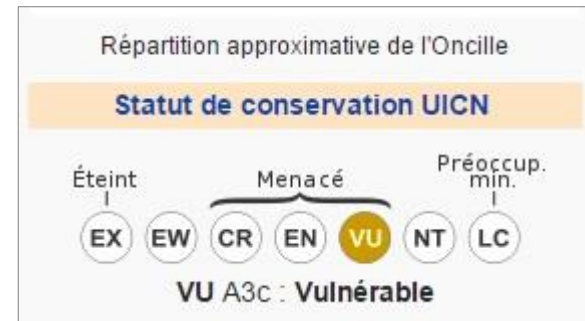 Répartition approximative de l'Oncille
Statut de conservation UICN
Éteint Menacé Préoccup. min.
EX EW CR EN VU NT LC
VU A3c : Vulnérable